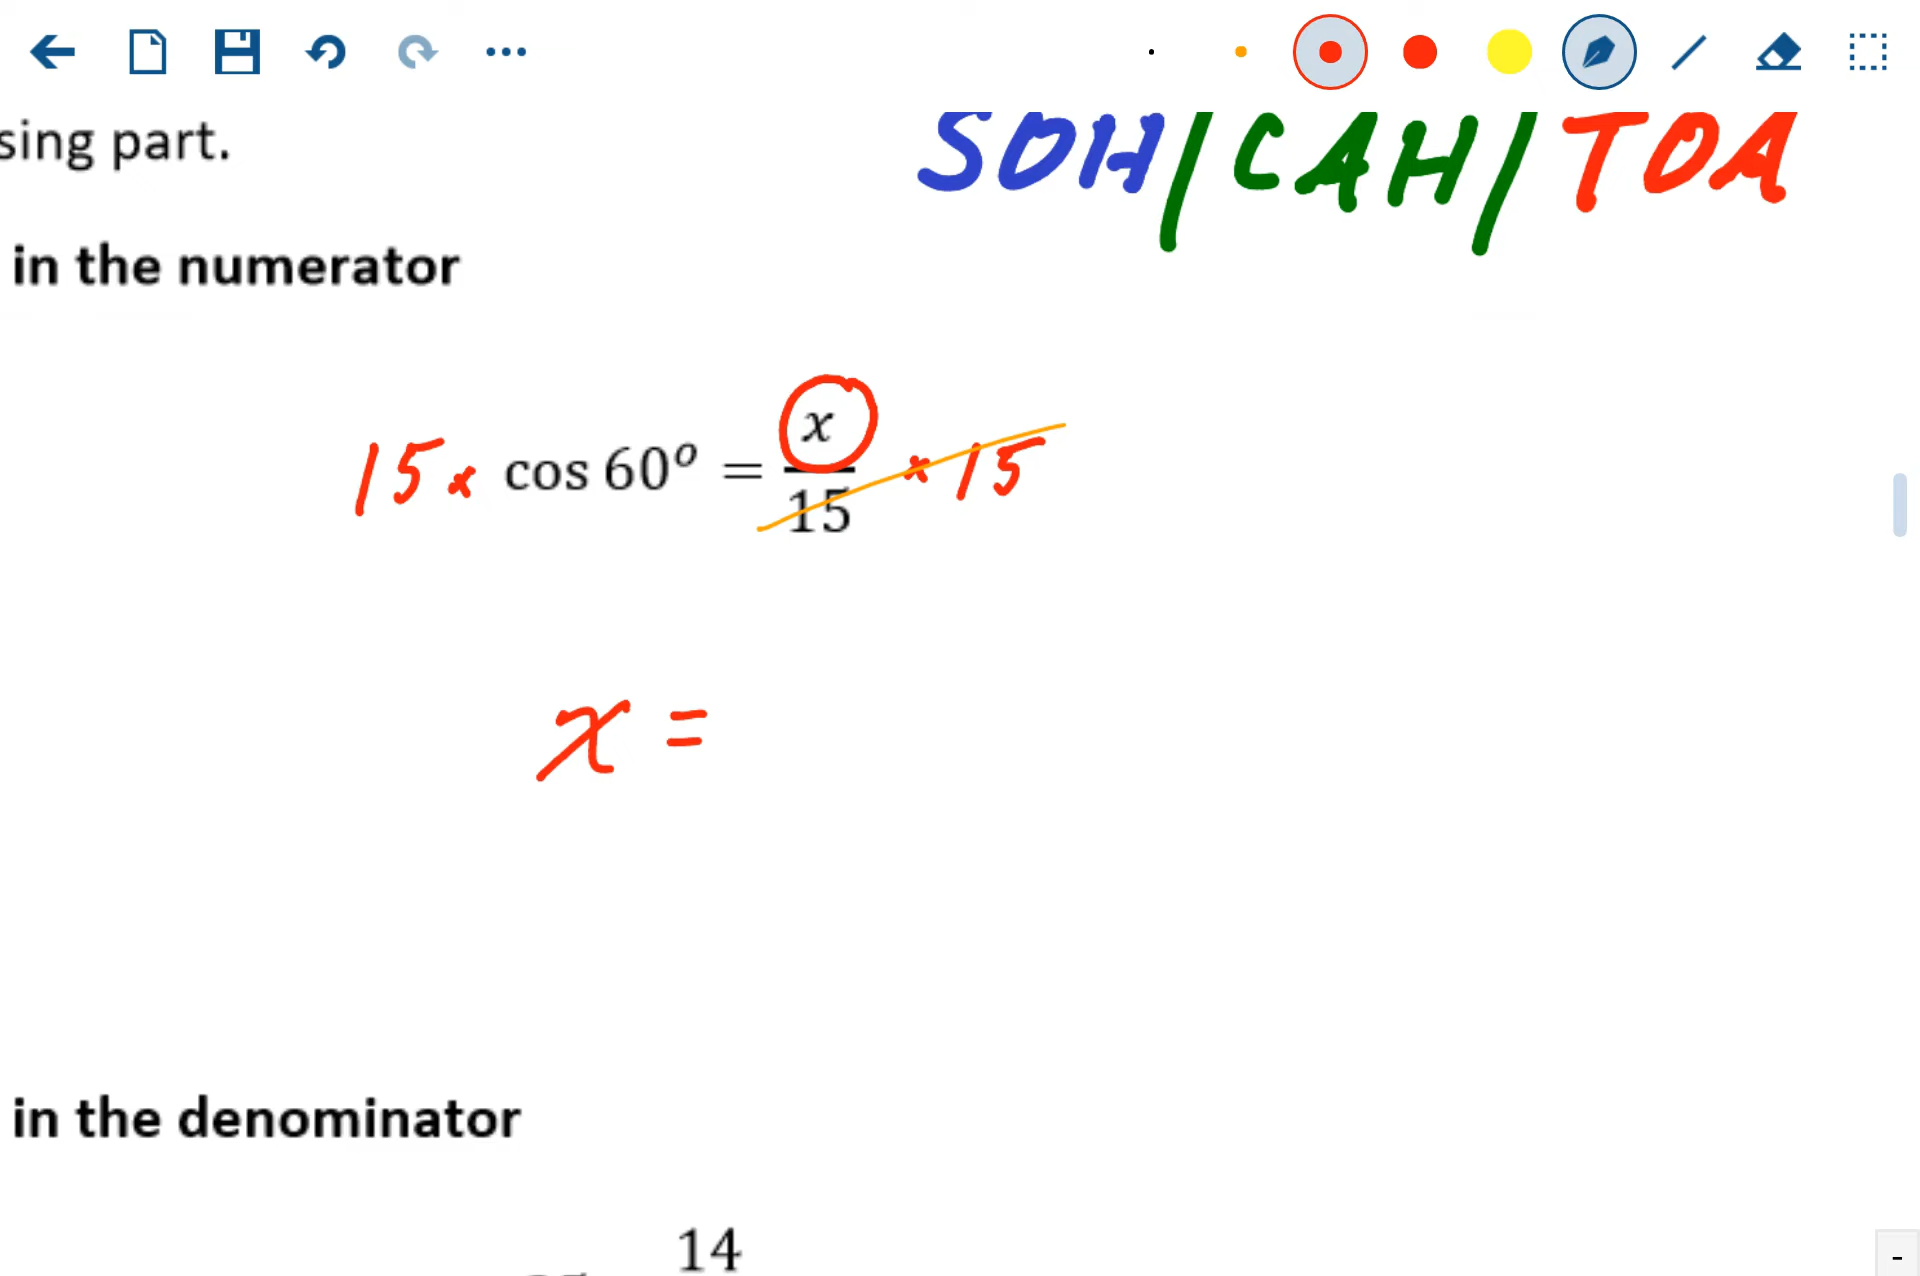 sing part.
SOH/CAH/TOA
in the numerator
15 × cos 60° = x/15 × 15
x =
in the denominator
14